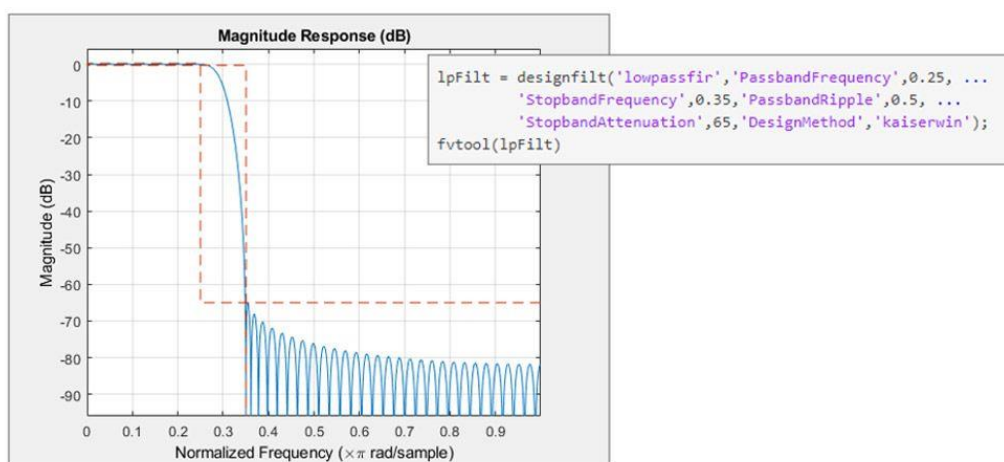 Magnitude Response (dB)
lpFilt = designfilt('lowpassfir','PassbandFrequency',0.25, ...
'StopbandFrequency',0.35,'PassbandRipple',0.5, ...
'StopbandAttenuation',65,'DesignMethod','kaiserwin');
fvtool(lpFilt)
Magnitude (dB)
0
-10
-20
-30
-40
-50
-60
-70
-80
-90
0 0.1 0.2 0.3 0.4 0.5 0.6 0.7 0.8 0.9
Normalized Frequency (×π rad/sample)